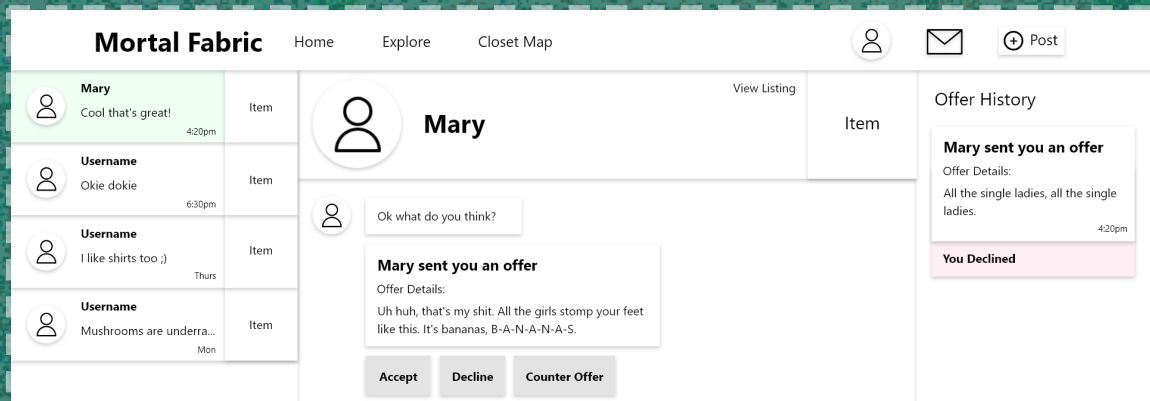 Mortal Fabric
Home
Explore
Closet Map
Post
Mary
Cool that's great!
4:20pm
Item
Username
Okie dokie
6:30pm
Item
Username
I like shirts too ;)
Thurs
Item
Username
Mushrooms are underra...
Mon
Item
Mary
View Listing
Item
Ok what do you think?
Mary sent you an offer
Offer Details:
Uh huh, that's my shit. All the girls stomp your feet
like this. It's bananas, B-A-N-A-N-A-S.
Accept
Decline
Counter Offer
Offer History
Mary sent you an offer
Offer Details:
All the single ladies, all the single
ladies.
4:20pm
You Declined